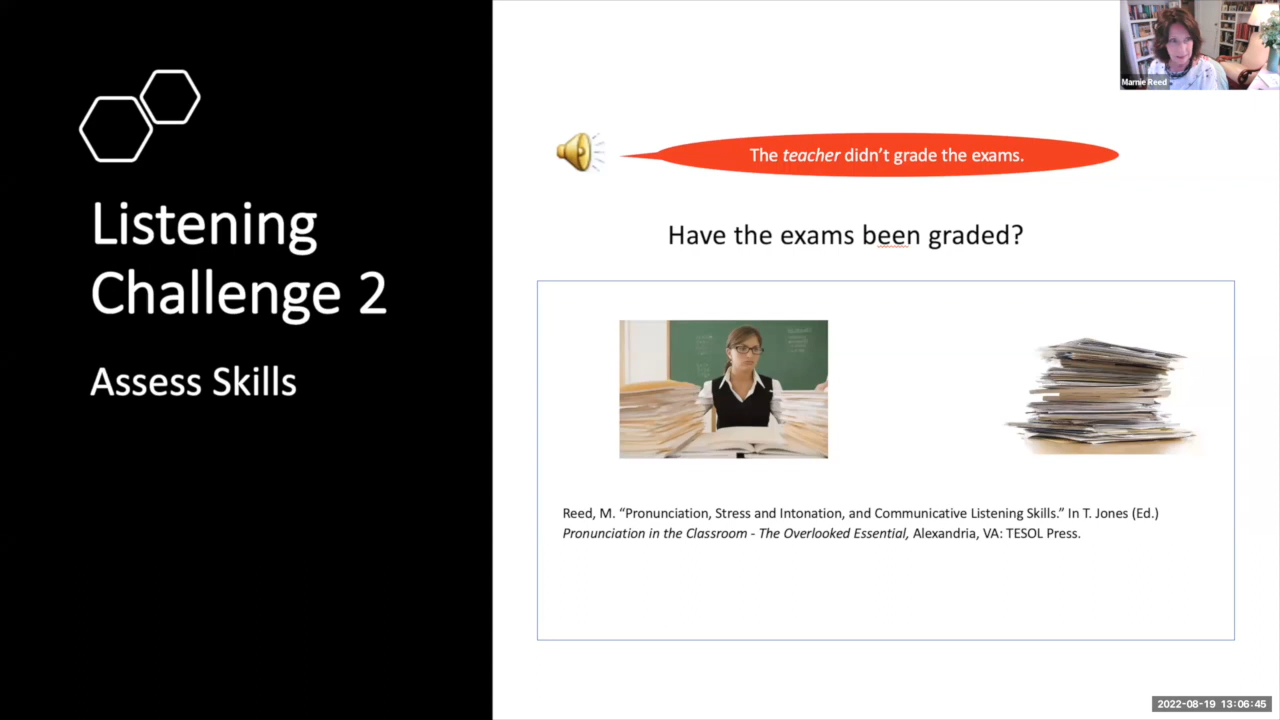 Marnie Reed
The teacher didn't grade the exams.
Have the exams been graded?
Listening
Challenge 2
Assess Skills
Reed, M. “Pronunciation, Stress and Intonation, and Communicative Listening Skills.” In T. Jones (Ed.)
Pronunciation in the Classroom - The Overlooked Essential, Alexandria, VA: TESOL Press.
2022-08-19 13:06:45